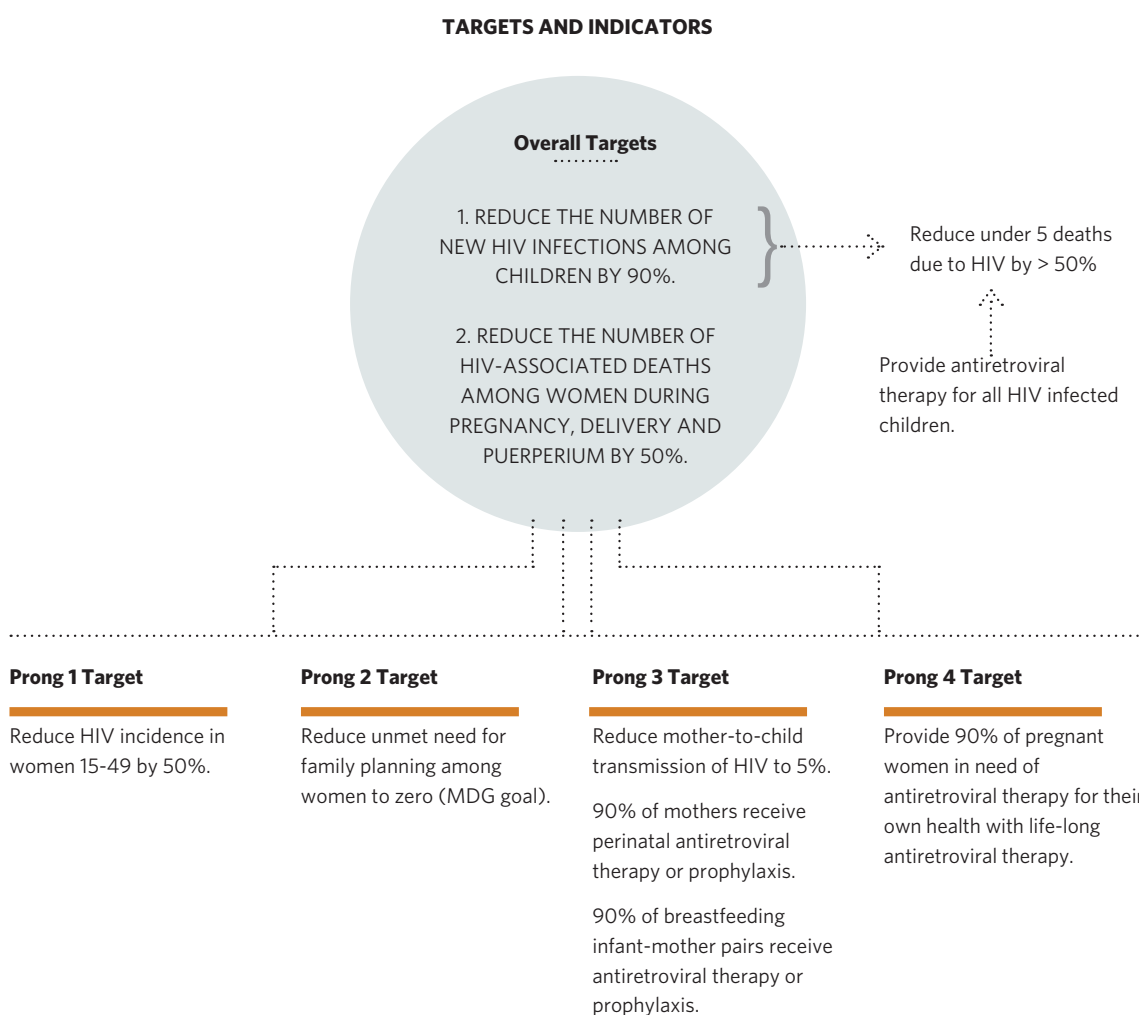 TARGETS AND INDICATORS
Overall Targets
1. REDUCE THE NUMBER OF
NEW HIV INFECTIONS AMONG
CHILDREN BY 90%.
2. REDUCE THE NUMBER OF
HIV-ASSOCIATED DEATHS
AMONG WOMEN DURING
PREGNANCY, DELIVERY AND
PUERPERIUM BY 50%.
Reduce under 5 deaths
due to HIV by > 50%
Provide antiretroviral
therapy for all HIV infected
children.
Prong 1 Target
Reduce HIV incidence in
women 15-49 by 50%.
Prong 2 Target
Reduce unmet need for
family planning among
women to zero (MDG goal).
Prong 3 Target
Reduce mother-to-child
transmission of HIV to 5%.
90% of mothers receive
perinatal antiretroviral
therapy or prophylaxis.
90% of breastfeeding
infant-mother pairs receive
antiretroviral therapy or
prophylaxis.
Prong 4 Target
Provide 90% of pregnant
women in need of
antiretroviral therapy for their
own health with life-long
antiretroviral therapy.